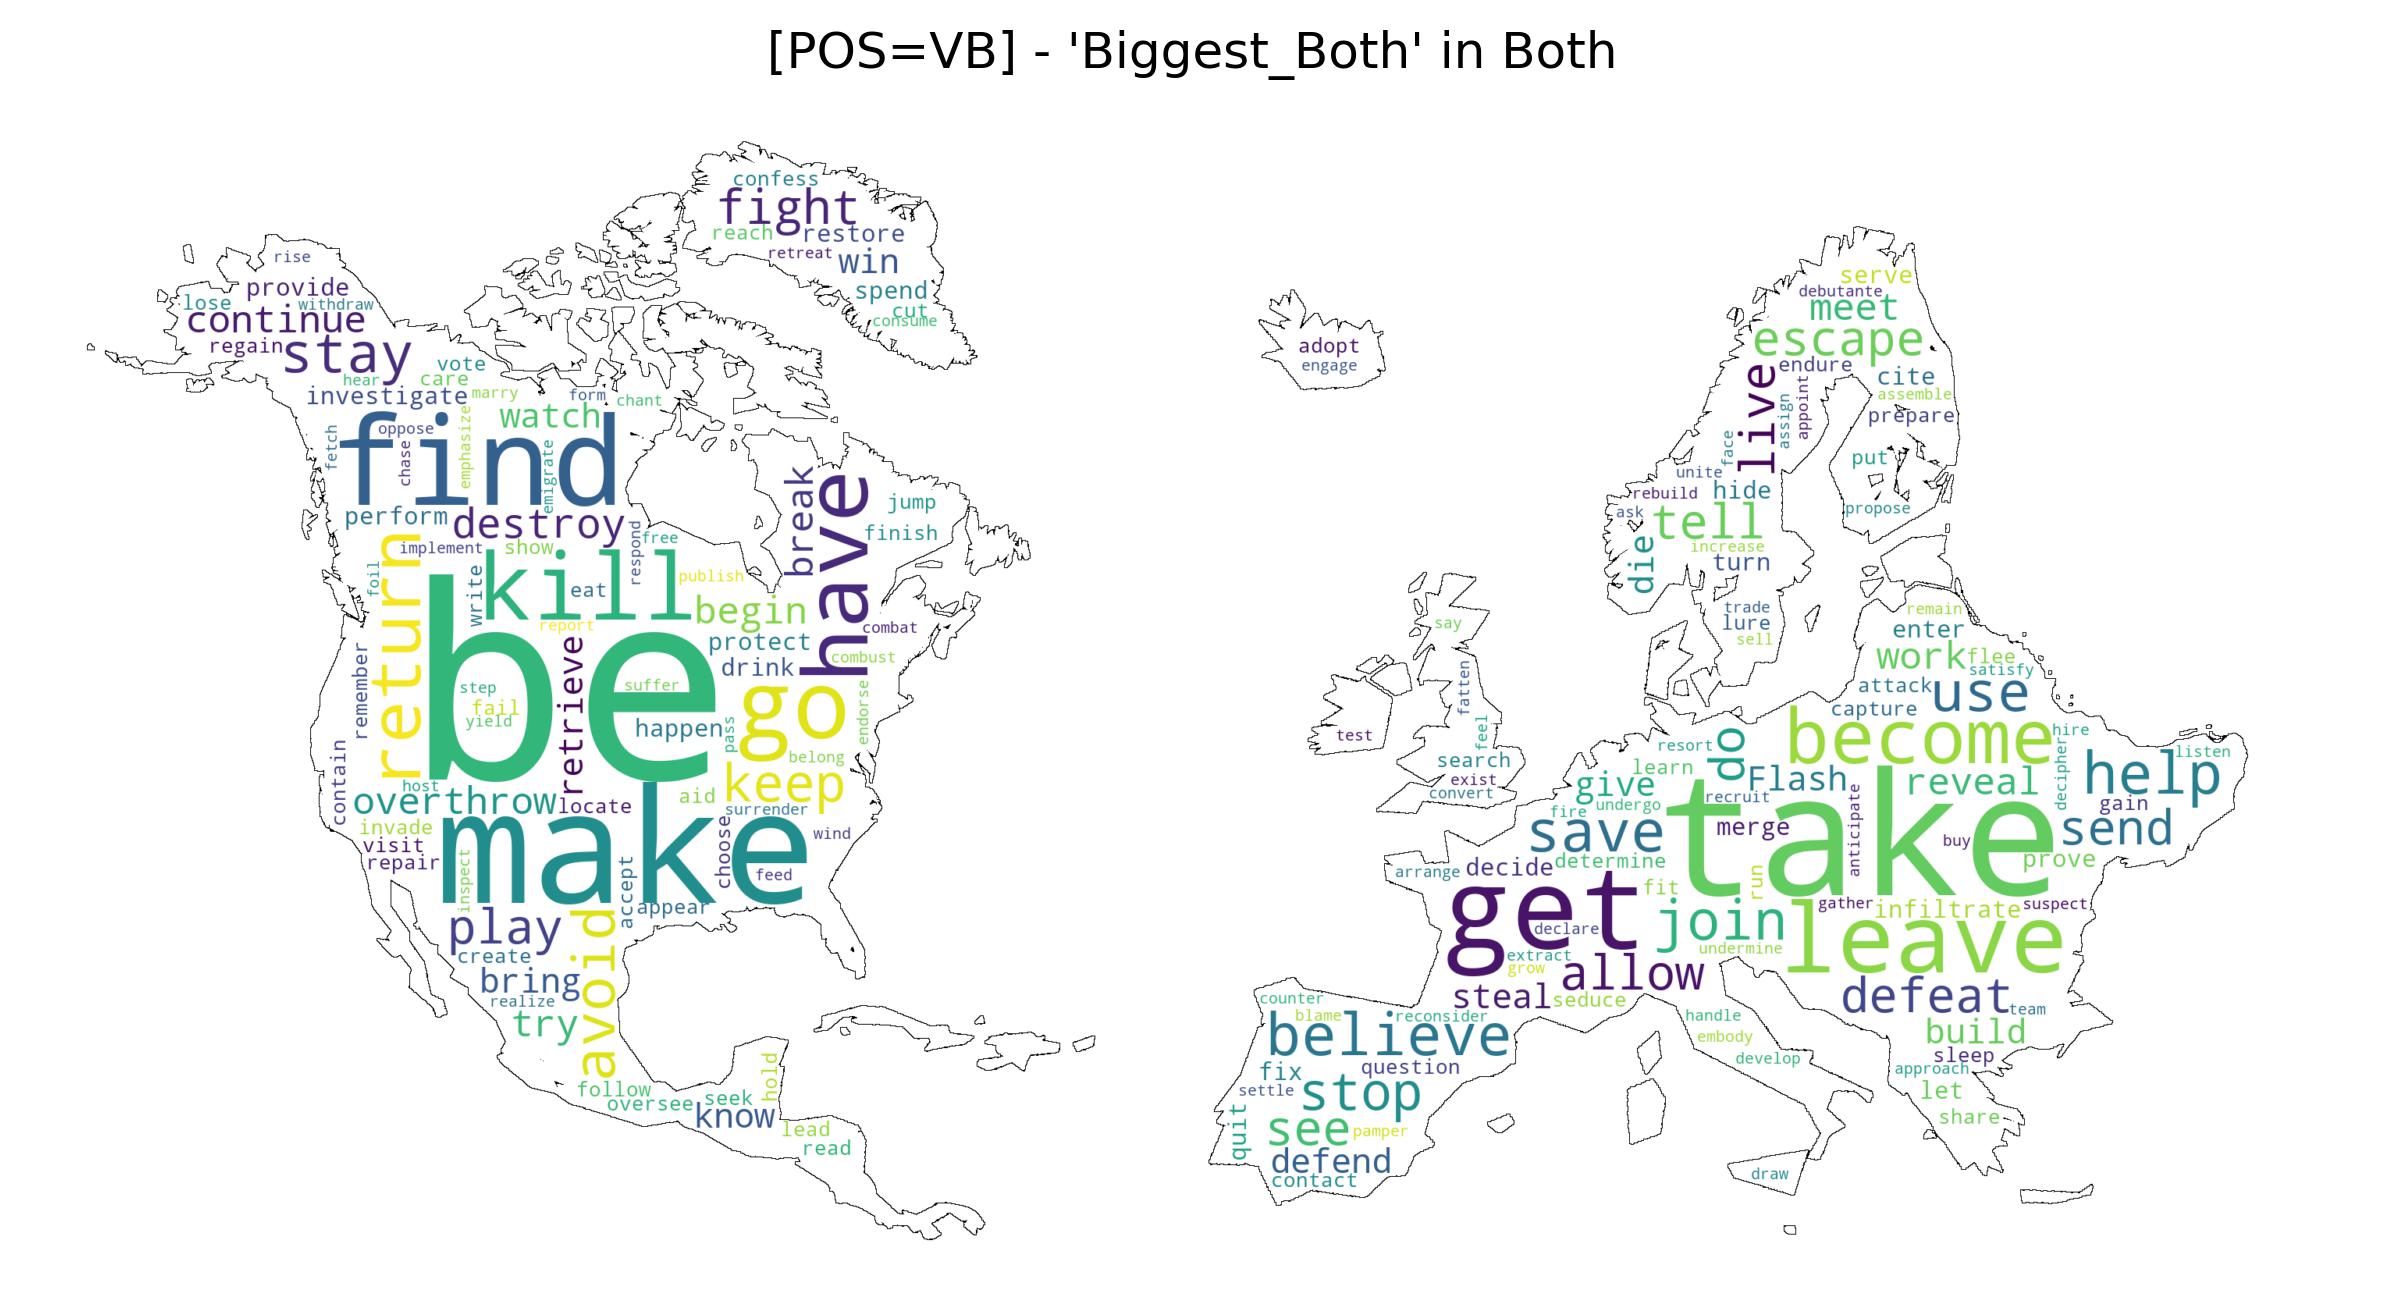 [POS=VB] - 'Biggest_Both' in Both
confess
fight
reach restore
retreat
win
spend
cut
consume
rise
provide
lose withdraw
continue
regain stay
vote
hear care
investigate marry
form chant
watch
find
fetch
oppose
chase
emphasize
emigrate
perform
destroy
have
break
jump
finish
implement show
respond
free
return
foil
kill
write
eat
publish
report
begin
combat
protect
combust
drink
be
retrieve
remember
step
suffer
fail
yield
happen
pass
go
endorse
belong
contain
host
keep
overthrow locate
aid
surrender
make
invade
visit
repair
inspect
accept
choose
feed
wind
appear
play
avoid
create
bring
realize
try
follow
oversee
seek
hold
know
lead
read
adopt
engage
serve
debutante
meet
escape
endure
live
cite
assemble
appoint
assign
prepare
face
unite
put
rebuild hide
propose
ask tell
increase
die
turn
trade
lure
sell
say
fatten
feel
test
search
exist
convert
remain
enter
work flee
satisfy
attack use
capture
become
hire
decipher
listen
resort
do
learn
Flash
reveal
help
give
undergo
recruit
gain
fire
take
save
merge
anticipate
buy
send
prove
decide determine
arrange
fit
run
get
gather infiltrate suspect
declare
join
undermine
leave
extract
grow
allow
steal seduce
defeat team
counter
blame reconsider
believe
handle
embody
develop
build
sleep
approach
let
share
fix question
settle
stop
quit
see pamper
defend
contact
draw